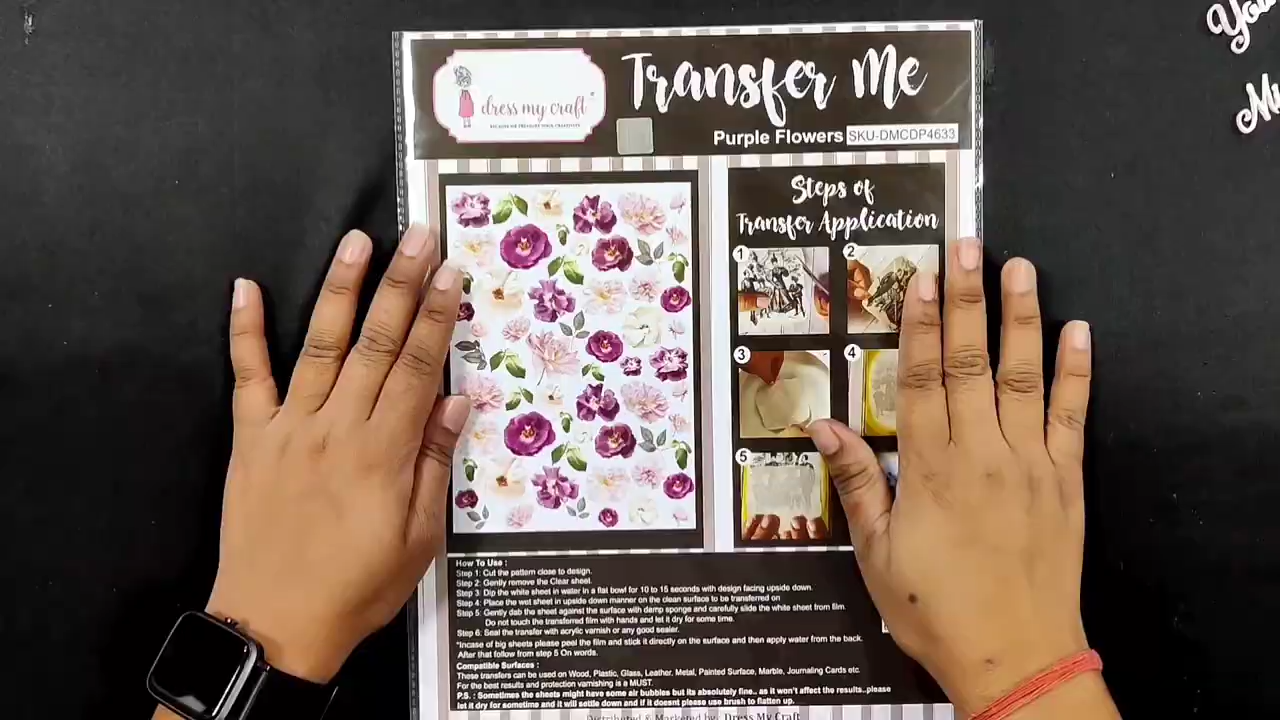 dress my craft
Transfer Me
Purple Flowers SKU-DMCDP4633
Steps of
Transfer Application
1
2
3
4
5
How To Use :
Step 1: Cut the pattern close to design.
Step 2: Gently remove the Clear sheet.
Step 3: Dip the white sheet in water in a flat bowl for 10 to 15 seconds with design facing upside down.
Step 4: Place the wet sheet in upside down manner on the clean surface to be transferred on
Step 5: Gently dab the sheet against the surface with damp sponge and carefully slide the white sheet from film.
Do not touch the transferred film with hands and let it dry for some time.
Step 6: Seal the transfer with acrylic varnish or any good sealer.
*Incase of big sheets please peel the film and stick it directly on the surface and then apply water from the back.
After that follow from step 5 On words.
Compatible Surfaces :
These transfers can be used on Wood, Plastic, Glass, Leather, Metal, Painted Surface, Marble, Journaling Cards etc.
For the best results and protection varnishing is a MUST.
P.S. : Sometimes the sheets might have some air bubbles but its absolutely fine.. as it won't affect the results..please
let it dry for sometime and it will settle down and if it doesnt please use brush to flatten up.
Distributed & Marketed by: Dress My Craft